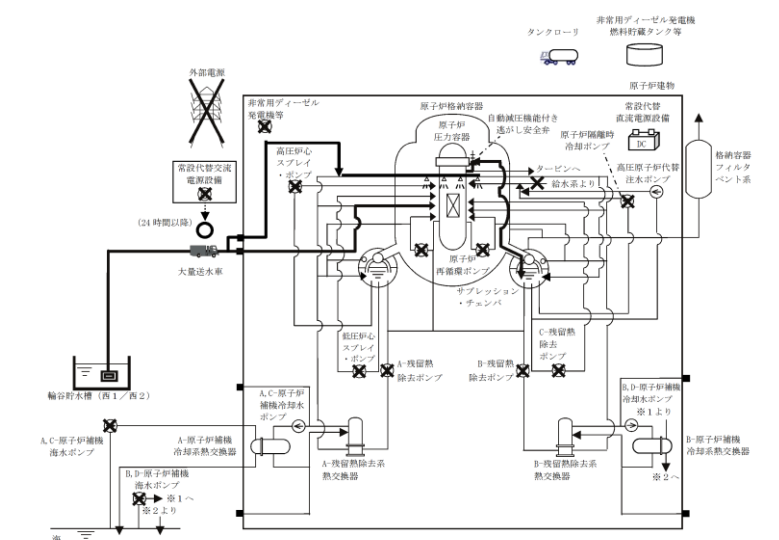 非常用ディーゼル発電機
燃料貯蔵タンク等
タンクローリ
外部電源
原子炉建物
非常用ディーゼル
発電機等
原子炉格納容器
原子炉
圧力容器
自動減圧機能付き
逃がし安全弁
常設代替
直流電源設備
DC
原子炉隔離時
冷却ポンプ
高圧炉心
スプレイ
・ポンプ
タービンへ
給水系より
高圧原子炉代替
注水ポンプ
格納容器
フィルタ
ベント系
常設代替交流
電源設備
(24時間以降)
大量送水車
原子炉
再循環ポンプ
サプレッション
・チェンバ
低圧炉心
スプレイ
・ポンプ
A-残留熱
除去ポンプ
B-残留熱
除去ポンプ
C-残留熱
除去
ポンプ
輪谷貯水槽(西1/西2)
A,C-原子炉
補機冷却水
ポンプ
B,D-原子炉補機
冷却水ポンプ
※1より
A,C-原子炉補機
海水ポンプ
A-原子炉補機
冷却系熱交換器
A-残留熱除去系
熱交換器
B-残留熱除去系
熱交換器
B-原子炉補機
冷却系熱交換器
※2へ
B,D-原子炉補機
海水ポンプ
※1へ
※2より
海